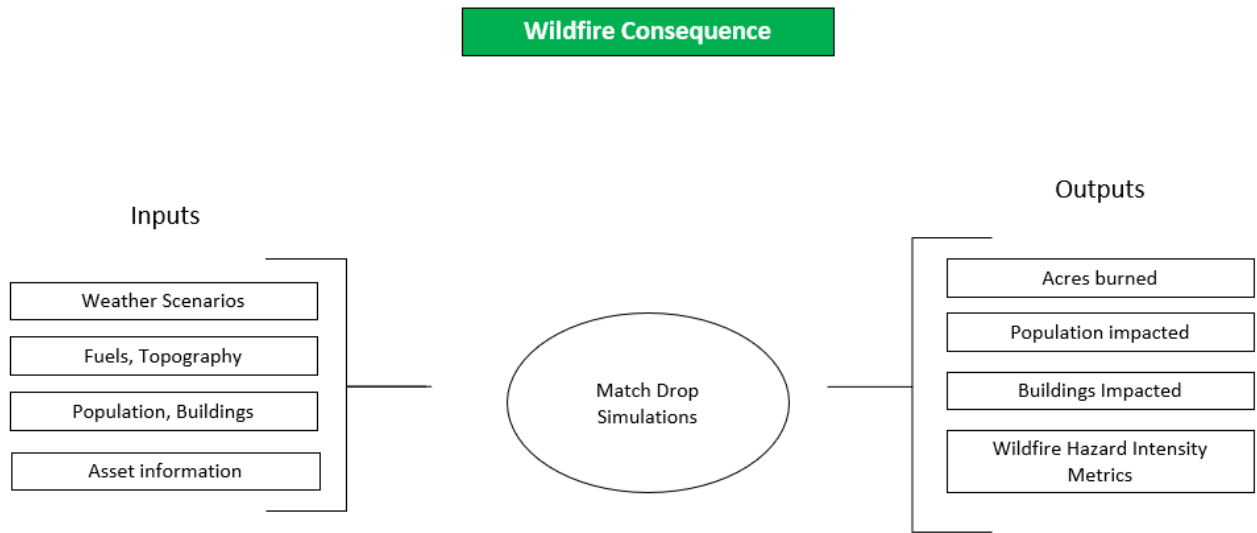 Wildfire Consequence
Inputs
Weather Scenarios
Fuels, Topography
Population, Buildings
Asset information
Match Drop
Simulations
Outputs
Acres burned
Population impacted
Buildings Impacted
Wildfire Hazard Intensity
Metrics